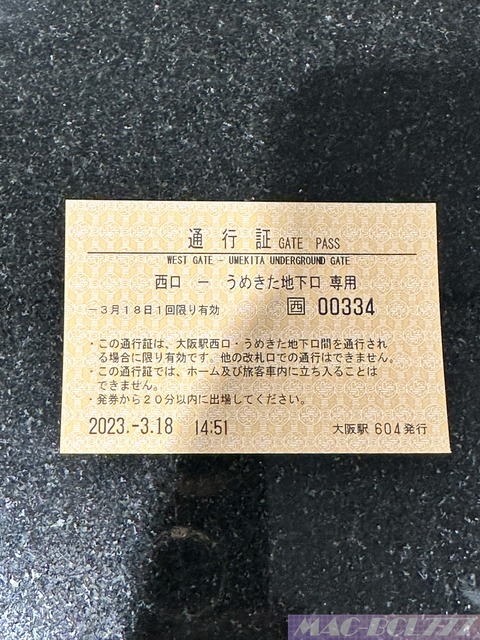 通 行 証 GATE PASS
WEST GATE - UMEKITA UNDERGROUND GATE
西口 ー うめきた地下口 専用
-3月18日1回限り有効 西 00334
・この通行証は、大阪駅西口・うめきた地下口間を通行され
る場合に限り有効です。他の改札口での通行はできません。
・この通行証では、ホーム及び旅客車内に立ち入ることは
できません。
・発券から20分以内に出場してください。
2023.-3.18 14:51 大阪駅 604発行
MAC-BCL777